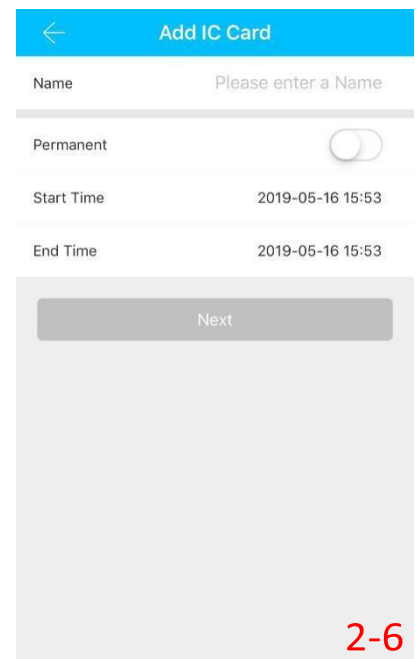 Add IC Card
Name Please enter a Name
Permanent
Start Time 2019-05-16 15:53
End Time 2019-05-16 15:53
Next
2-6